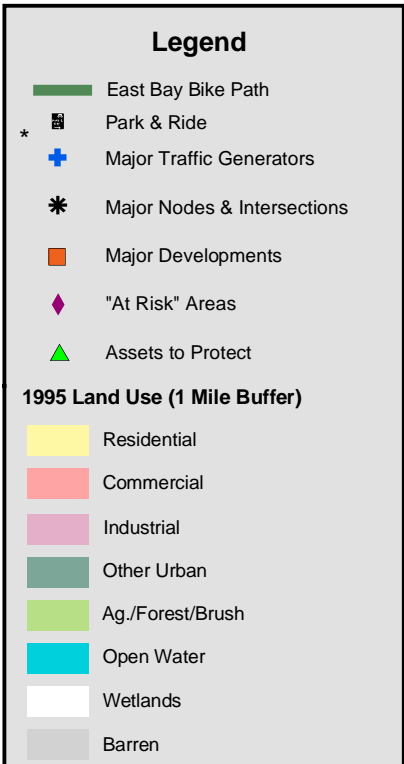 Legend
East Bay Bike Path
Park & Ride
*
Major Traffic Generators
Major Nodes & Intersections
Major Developments
"At Risk" Areas
Assets to Protect
1995 Land Use (1 Mile Buffer)
Residential
Commercial
Industrial
Other Urban
Ag./Forest/Brush
Open Water
Wetlands
Barren